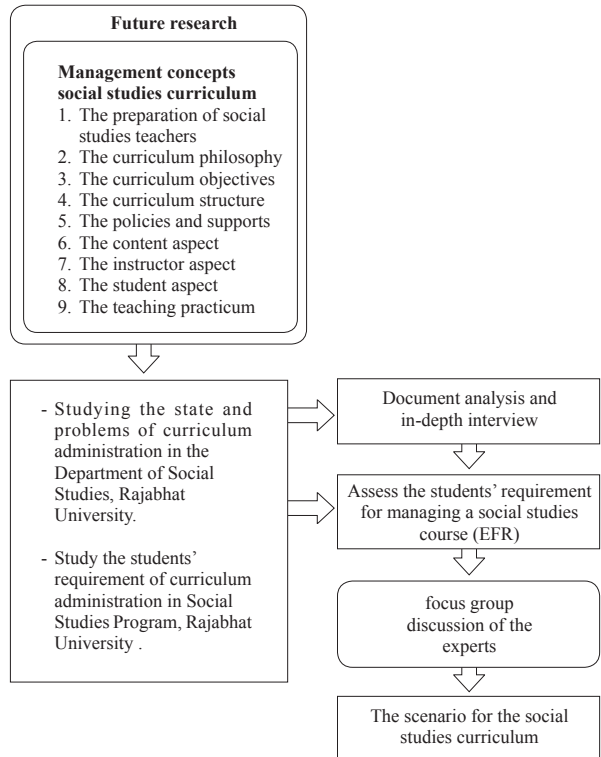 Future research
Management concepts
social studies curriculum
1. The preparation of social
studies teachers
2. The curriculum philosophy
3. The curriculum objectives
4. The curriculum structure
5. The policies and supports
6. The content aspect
7. The instructor aspect
8. The student aspect
9. The teaching practicum
- Studying the state and
problems of curriculum
administration in the
Department of Social
Studies, Rajabhat
University.
- Study the students’
requirement of curriculum
administration in Social
Studies Program, Rajabhat
University .
Document analysis and
in-depth interview
Assess the students’ requirement
for managing a social studies
course (EFR)
focus group
discussion of the
experts
The scenario for the social
studies curriculum